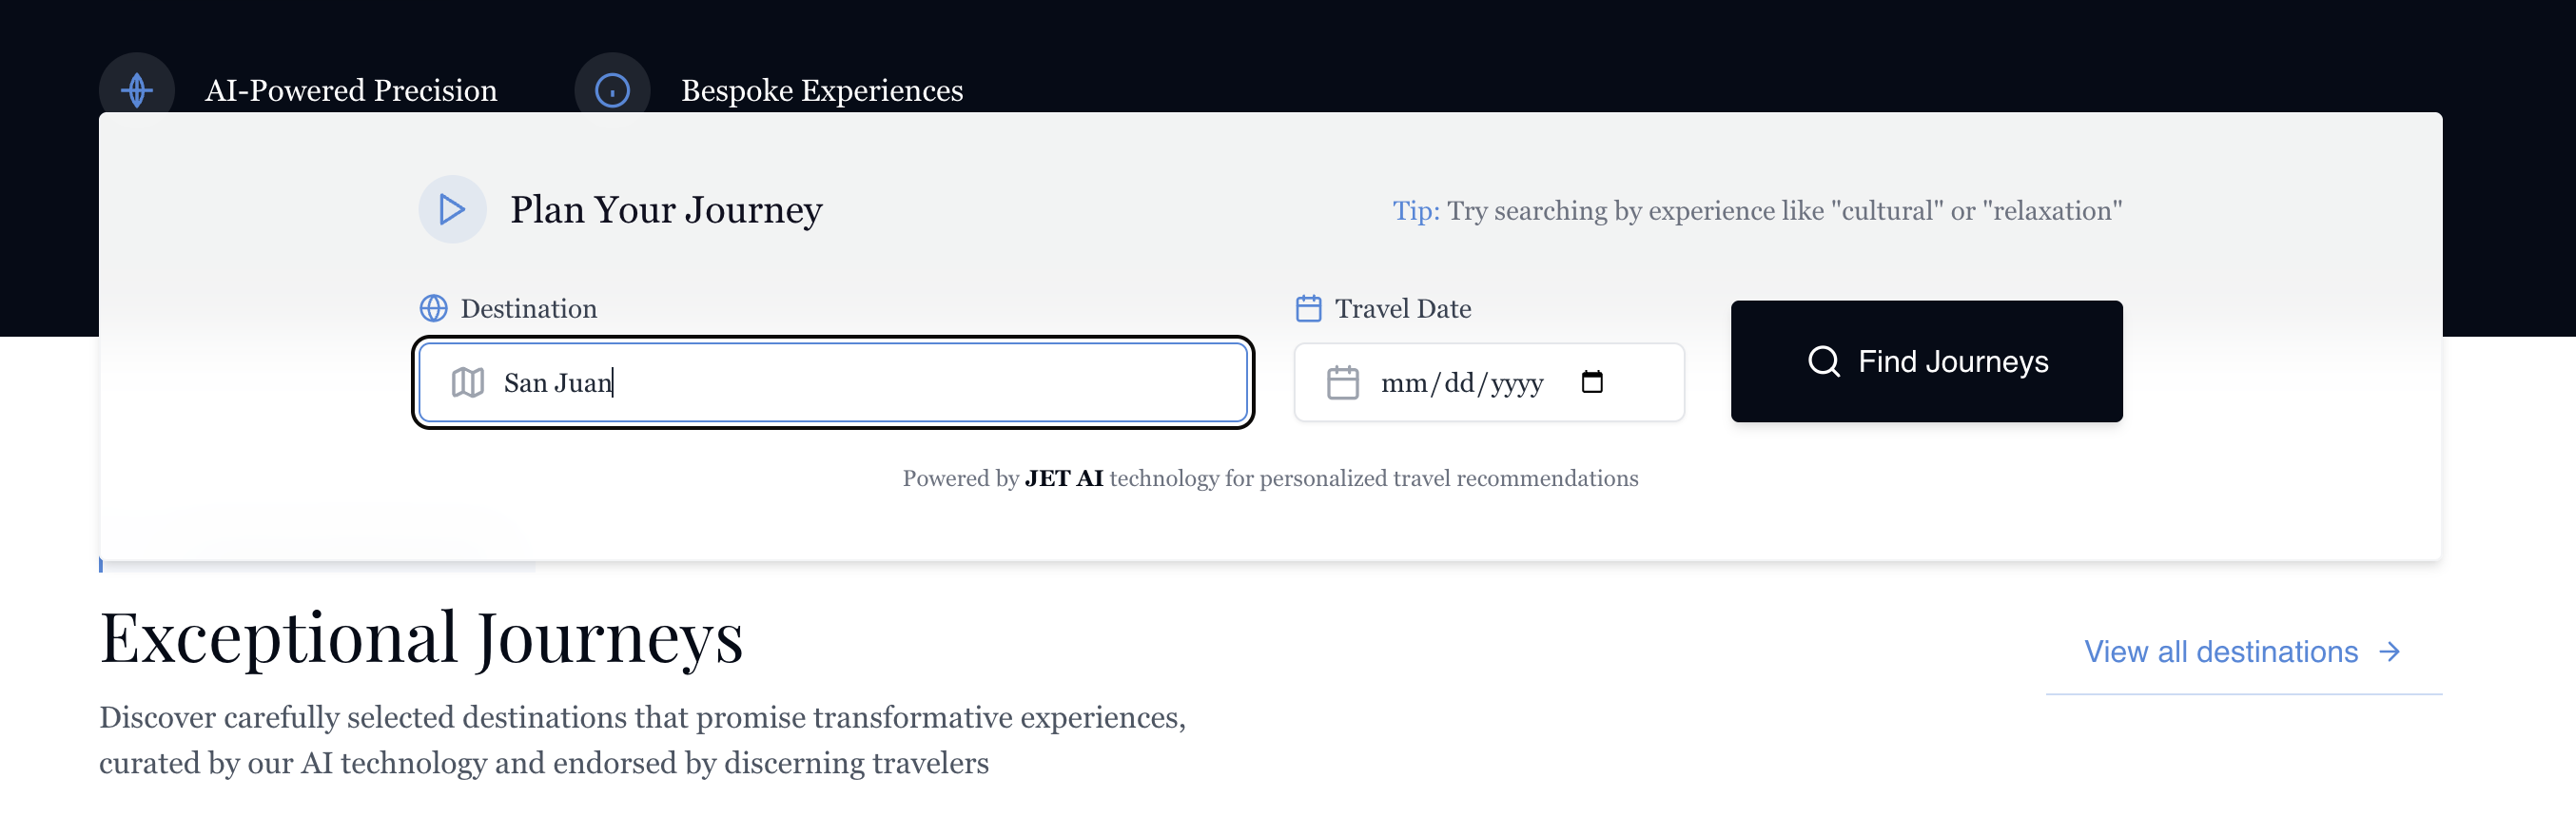 AI-Powered Precision
Bespoke Experiences
Plan Your Journey
Tip: Try searching by experience like "cultural" or "relaxation"
Destination
Travel Date
San Juan
mm/dd/yyyy
Find Journeys
Powered by JET AI technology for personalized travel recommendations
Exceptional Journeys
View all destinations →
Discover carefully selected destinations that promise transformative experiences,
curated by our AI technology and endorsed by discerning travelers